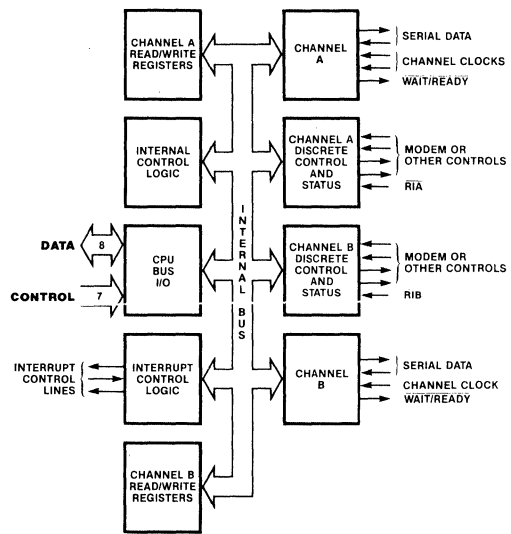 CHANNEL A
READ/WRITE
REGISTERS
CHANNEL
A
SERIAL DATA
CHANNEL CLOCKS
WAIT/READY
INTERNAL
CONTROL
LOGIC
CHANNEL A
DISCRETE
CONTROL
AND
STATUS
MODEM OR
OTHER CONTROLS
RIA
DATA
8
CONTROL
7
CPU
BUS
I/O
INTERNAL BUS
CHANNEL B
DISCRETE
CONTROL
AND
STATUS
MODEM OR
OTHER CONTROLS
RIB
INTERRUPT
CONTROL
LINES
INTERRUPT
CONTROL
LOGIC
CHANNEL
B
SERIAL DATA
CHANNEL CLOCK
WAIT/READY
CHANNEL B
READ/WRITE
REGISTERS